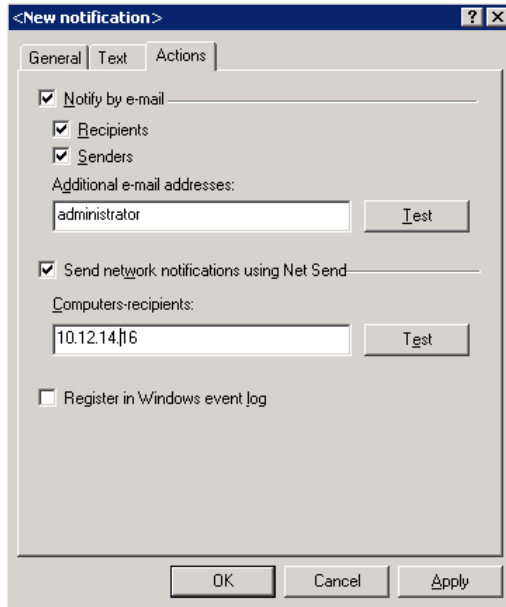 <New notification>
General Text Actions
Notify by e-mail
Recipients
Senders
Additional e-mail addresses:
administrator Test
Send network notifications using Net Send
Computers-recipients:
10.12.14.16 Test
Register in Windows event log
OK Cancel Apply